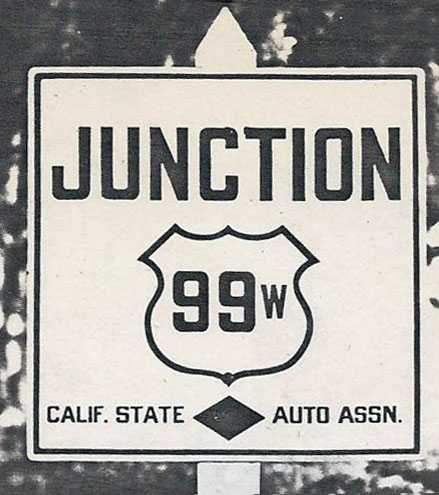 JUNCTION
99W
CALIF. STATE AUTO ASSN.